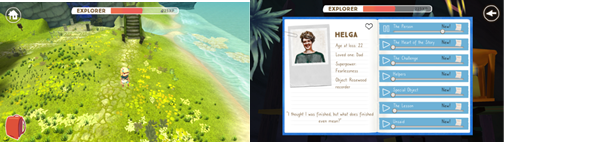 EXPLORER
EXPLORER
HELGA
Age of loss: 22
Loved one: Dad
Superpower:
Fearlessness
Object: Rosewood
recorder
"I thought I was finished, but what does finished
even mean?"
The Person New!
The Heart of the Story New!
The Challenge New!
Helpers New!
Special Object New!
The Lesson New!
Unsaid New!